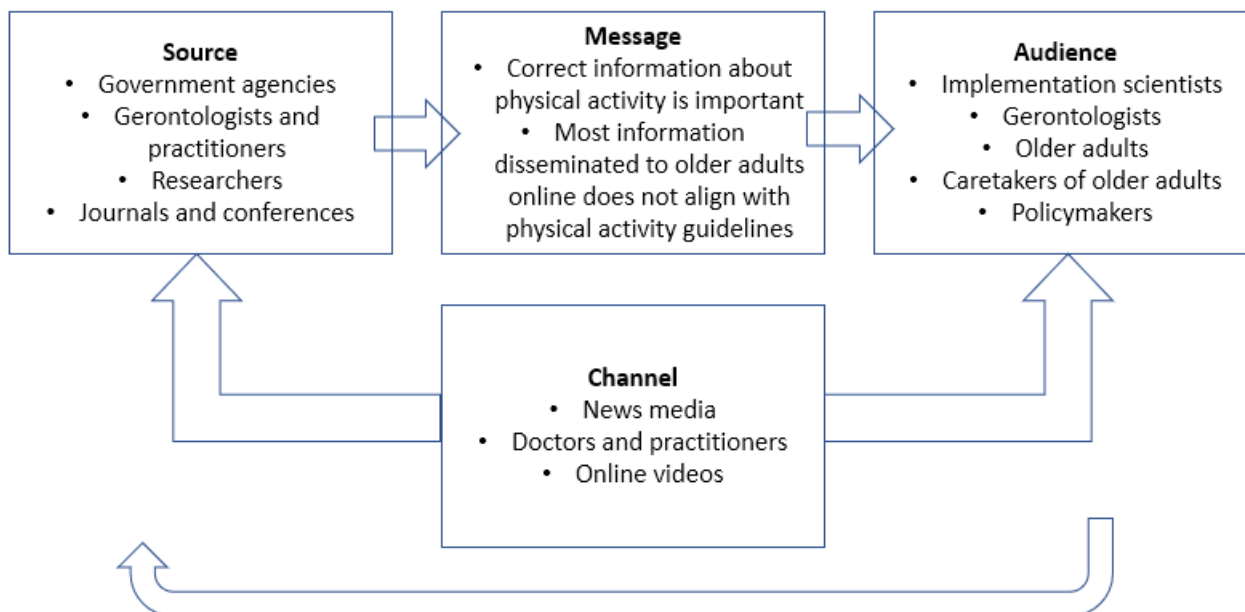 Source
• Government agencies
• Gerontologists and
practitioners
• Researchers
• Journals and conferences
Message
• Correct information about
physical activity is important
• Most information
disseminated to older adults
online does not align with
physical activity guidelines
Audience
• Implementation scientists
• Gerontologists
• Older adults
• Caretakers of older adults
• Policymakers
Channel
• News media
• Doctors and practitioners
• Online videos